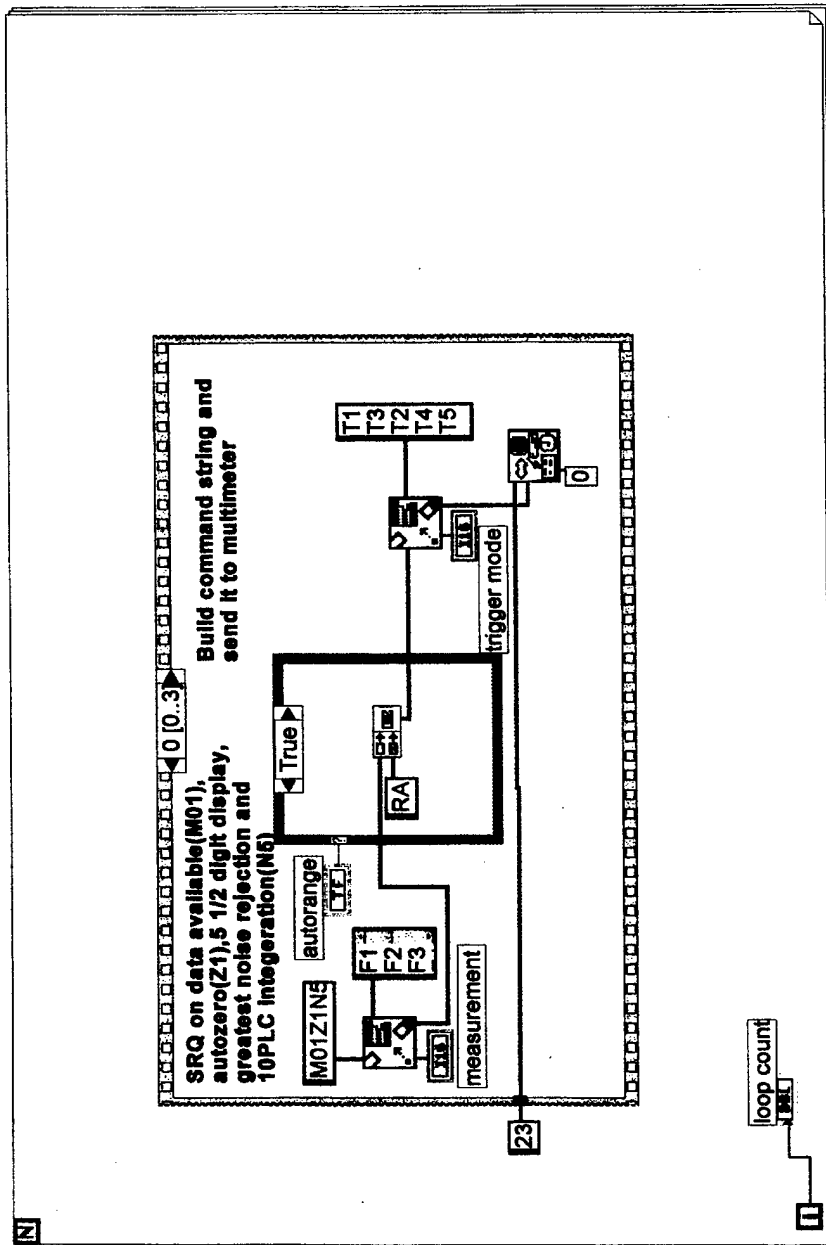 N
0 [0..3]
SRQ on data available(M01),
autozero(Z1),5 1/2 digit display,
greatest noise rejection and
10PLC integeration(N5)
Build command string and
send it to multimeter
M01Z1N5
F1
F2
F3
measurement
autorange
TF
True
RA
T1
T3
T2
T4
T5
trigger mode
0
23
loop count
DBL